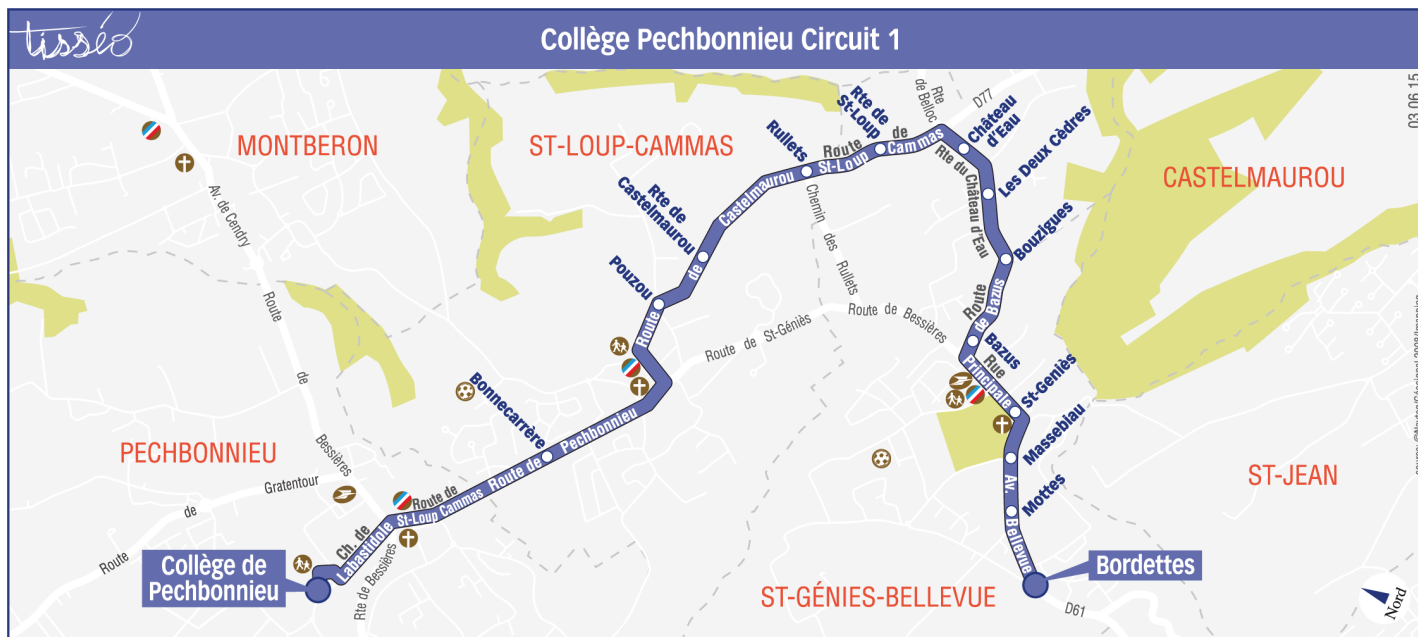 tisséo
Collège Pechbonnieu Circuit 1
03.06.15
MONTBERON
ST-LOUP-CAMMAS
CASTELMAUROU
PECHBONNIEU
ST-JEAN
ST-GÉNIES-BELLEVUE
Av. de Cendry
Route
de
Bessières
Route
de
Gratentour
Rte de Bessières
Collège de
Pechbonnieu
Ch. de
Labastidole
Route de
St-Loup Cammas
Route de
Pechbonnieu
Bonnecarrère
Route de St-Géniès
Route
de
Castelmaurou
Pouzou
Rte de
Castelmaurou
Rullets
Chemin des Rullets
Route de Bessières
Route
de
St-Loup
Cammas
Rte de
St-Loup
Rte
de Belloc
D77
Château
d'Eau
Rte du Château
d'Eau
Les Deux Cèdres
Bouzigues
Route
de Bazus
Bazus
Rue
Principale
St-Geniès
Masseblau
Mottes
Av.
Bellevue
Bordettes
D61
Nord